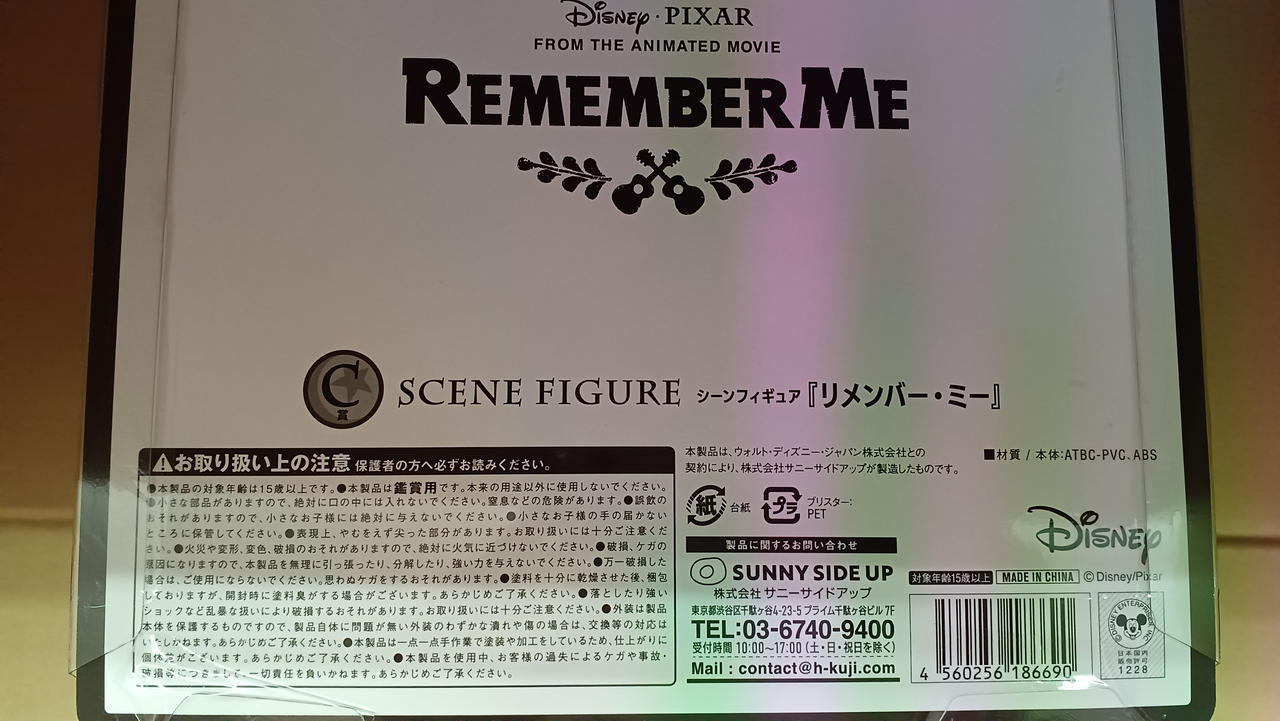 Disney · PIXAR
FROM THE ANIMATED MOVIE
REMEMBER ME
C賞
SCENE FIGURE シーンフィギュア『リメンバー・ミー』
お取り扱い上の注意 保護者の方へ必ずお読みください。
●本製品の対象年齢は15歳以上です。●本製品は鑑賞用です。本来の用途以外に使用しないでください。
●小さな部品がありますので、絶対に口の中には入れないでください。窒息などの危険があります。●誤飲の
おそれがありますので、小さなお子様には絶対に与えないでください。●小さなお子様の手の届かない
ところに保管してください。●表現上、やむをえず尖った部分があります。お取り扱いには十分ご注意くだ
さい。●火災や変形、変色、破損のおそれがありますので、絶対に火気に近づけないでください。●破損、ケガの
原因になりますので、本製品を無理に引っ張ったり、分解したり、強い力を与えないでください。●万一破損した
場合は、ご使用にならないでください。思わぬケガをするおそれがあります。●塗料を十分に乾燥させた後、梱包
しておりますが、開封時に塗料臭がする場合がございます。あらかじめご了承ください。●落としたり強い
ショックなど乱暴な扱いにより破損するおそれがあります。お取り扱いには十分ご注意ください。●外装は製品
本体を保護するものですので、製品自体に問題が無い外装のわずかな潰れや傷の場合は、交換等の対応は
いたしかねます。あらかじめご了承ください。●本製品は一点一点手作業で塗装や加工をしているため、仕上がりに
個体差がございます。あらかじめご了承ください。●本製品を使用中、お客様の過失によるケガや事故・
破損等につきまして、一切責任を負いかねます。あらかじめご了承ください。
本製品は、ウォルト・ディズニー・ジャパン株式会社との
契約により、株式会社サニーサイドアップが製造したものです。
■材質 / 本体:ATBC-PVC、ABS
紙 台紙
プラ ブリスター:
PET
製品に関するお問い合わせ
SUNNY SIDE UP
株式会社 サニーサイドアップ
東京都渋谷区千駄ヶ谷4-23-5 プライム千駄ヶ谷ビル 7F
TEL:03-6740-9400
受付時間 10:00〜17:00 (土・日・祝日を除く)
Mail : contact@h-kuji.com
Disney
対象年齢15歳以上 MADE IN CHINA ©Disney/Pixar
4 560256 186690
©DISNEY ENTERPRISES, INC.
日本国内
販売許可
1228